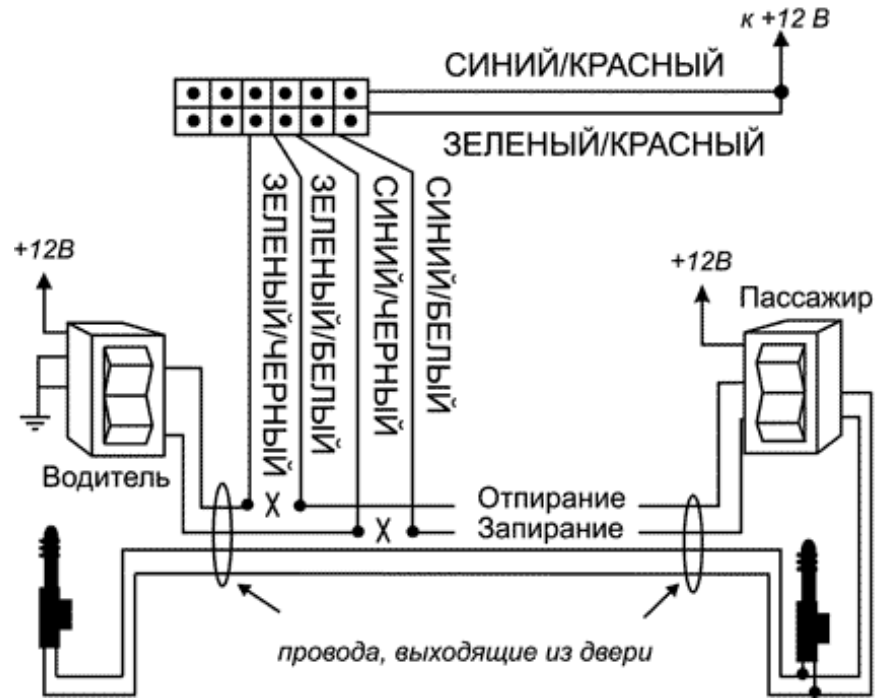 к +12 В
СИНИЙ/КРАСНЫЙ
ЗЕЛЕНЫЙ/КРАСНЫЙ
ЗЕЛЕНЫЙ/ЧЕРНЫЙ
ЗЕЛЕНЫЙ/БЕЛЫЙ
СИНИЙ/ЧЕРНЫЙ
СИНИЙ/БЕЛЫЙ
+12В
+12В
Пассажир
Водитель
X
Отпирание
X
Запирание
провода, выходящие из двери